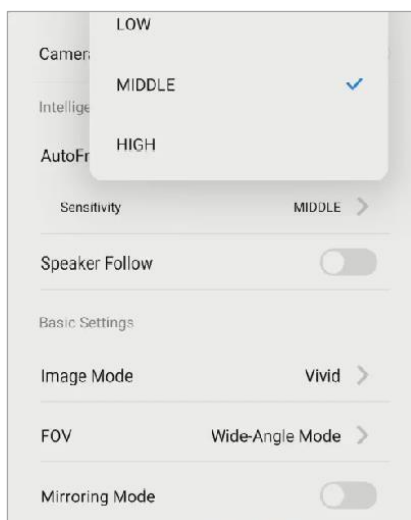 LOW
Camer
MIDDLE
Intellige
AutoFr
HIGH
Sensitivity MIDDLE
Speaker Follow
Basic Settings
Image Mode Vivid
FOV Wide-Angle Mode
Mirroring Mode